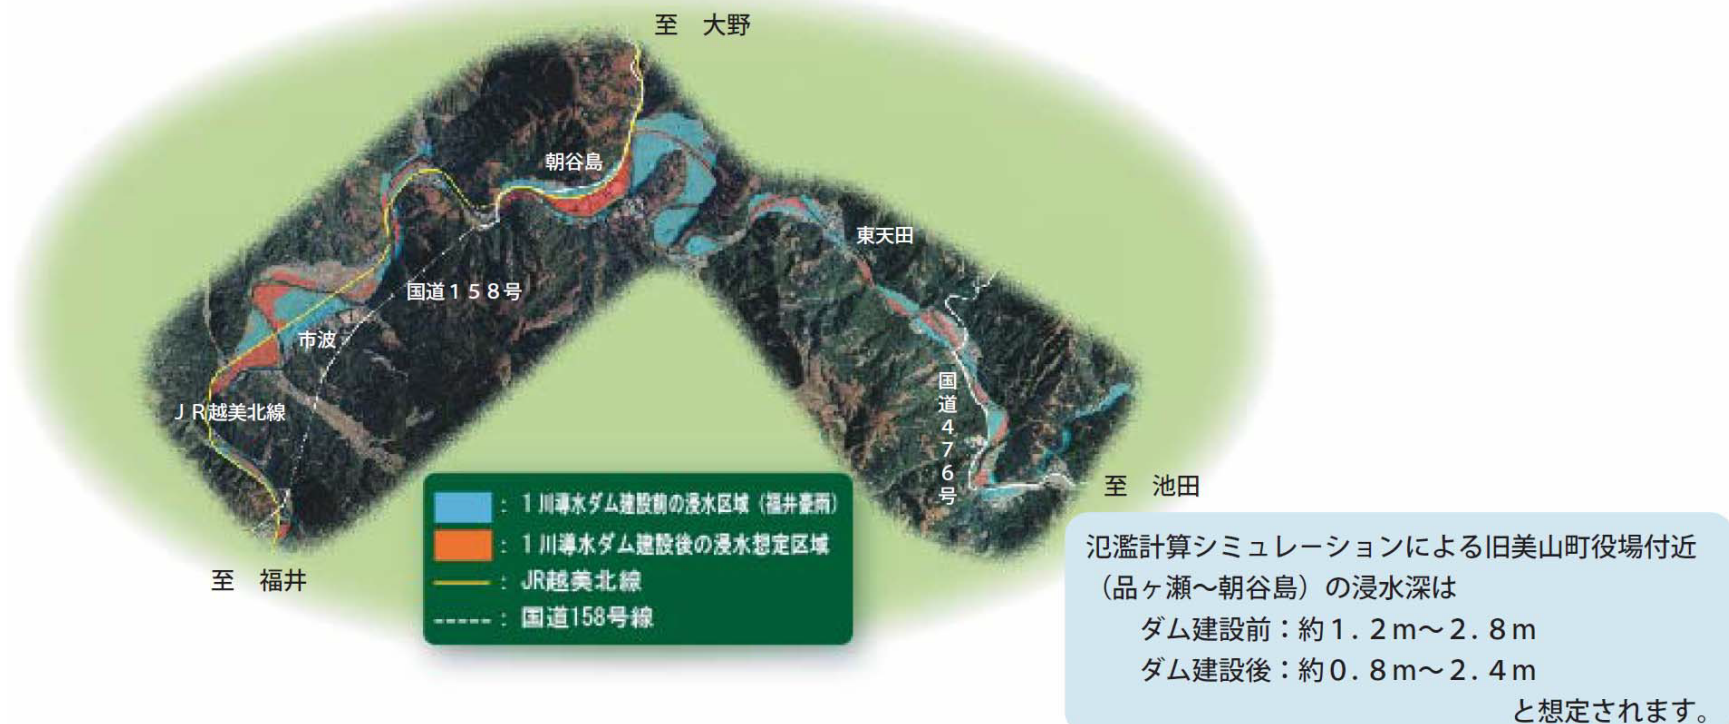 至　大野
朝谷島
東天田
国道１５８号
市波
ＪＲ越美北線
国道４７６号
至　池田
至　福井
：１川導水ダム建設前の浸水区域（福井豪雨）
：１川導水ダム建設後の浸水想定区域
：JR越美北線
：国道158号線
氾濫計算シミュレーションによる旧美山町役場付近
（品ヶ瀬～朝谷島）の浸水深は
ダム建設前：約１.２ｍ～２.８ｍ
ダム建設後：約０.８ｍ～２.４ｍ
と想定されます。